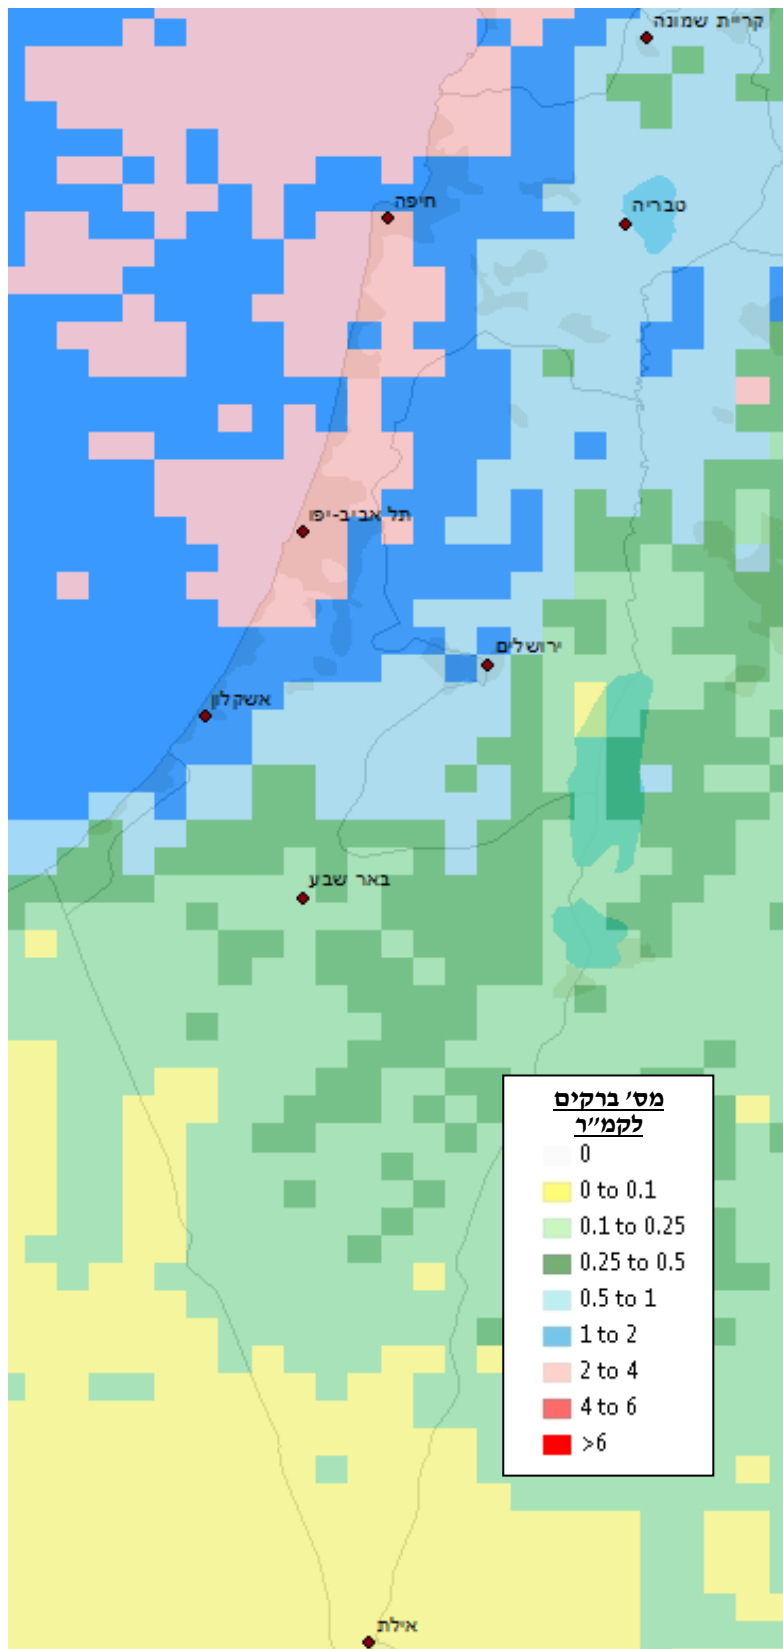 קריית שמונה
חיפה
טבריה
תל אביב-יפו
ירושלים
אשקלון
באר שבע
מס׳ ברקים
לקמ״ר
0
0 to 0.1
0.1 to 0.25
0.25 to 0.5
0.5 to 1
1 to 2
2 to 4
4 to 6
>6
אילת